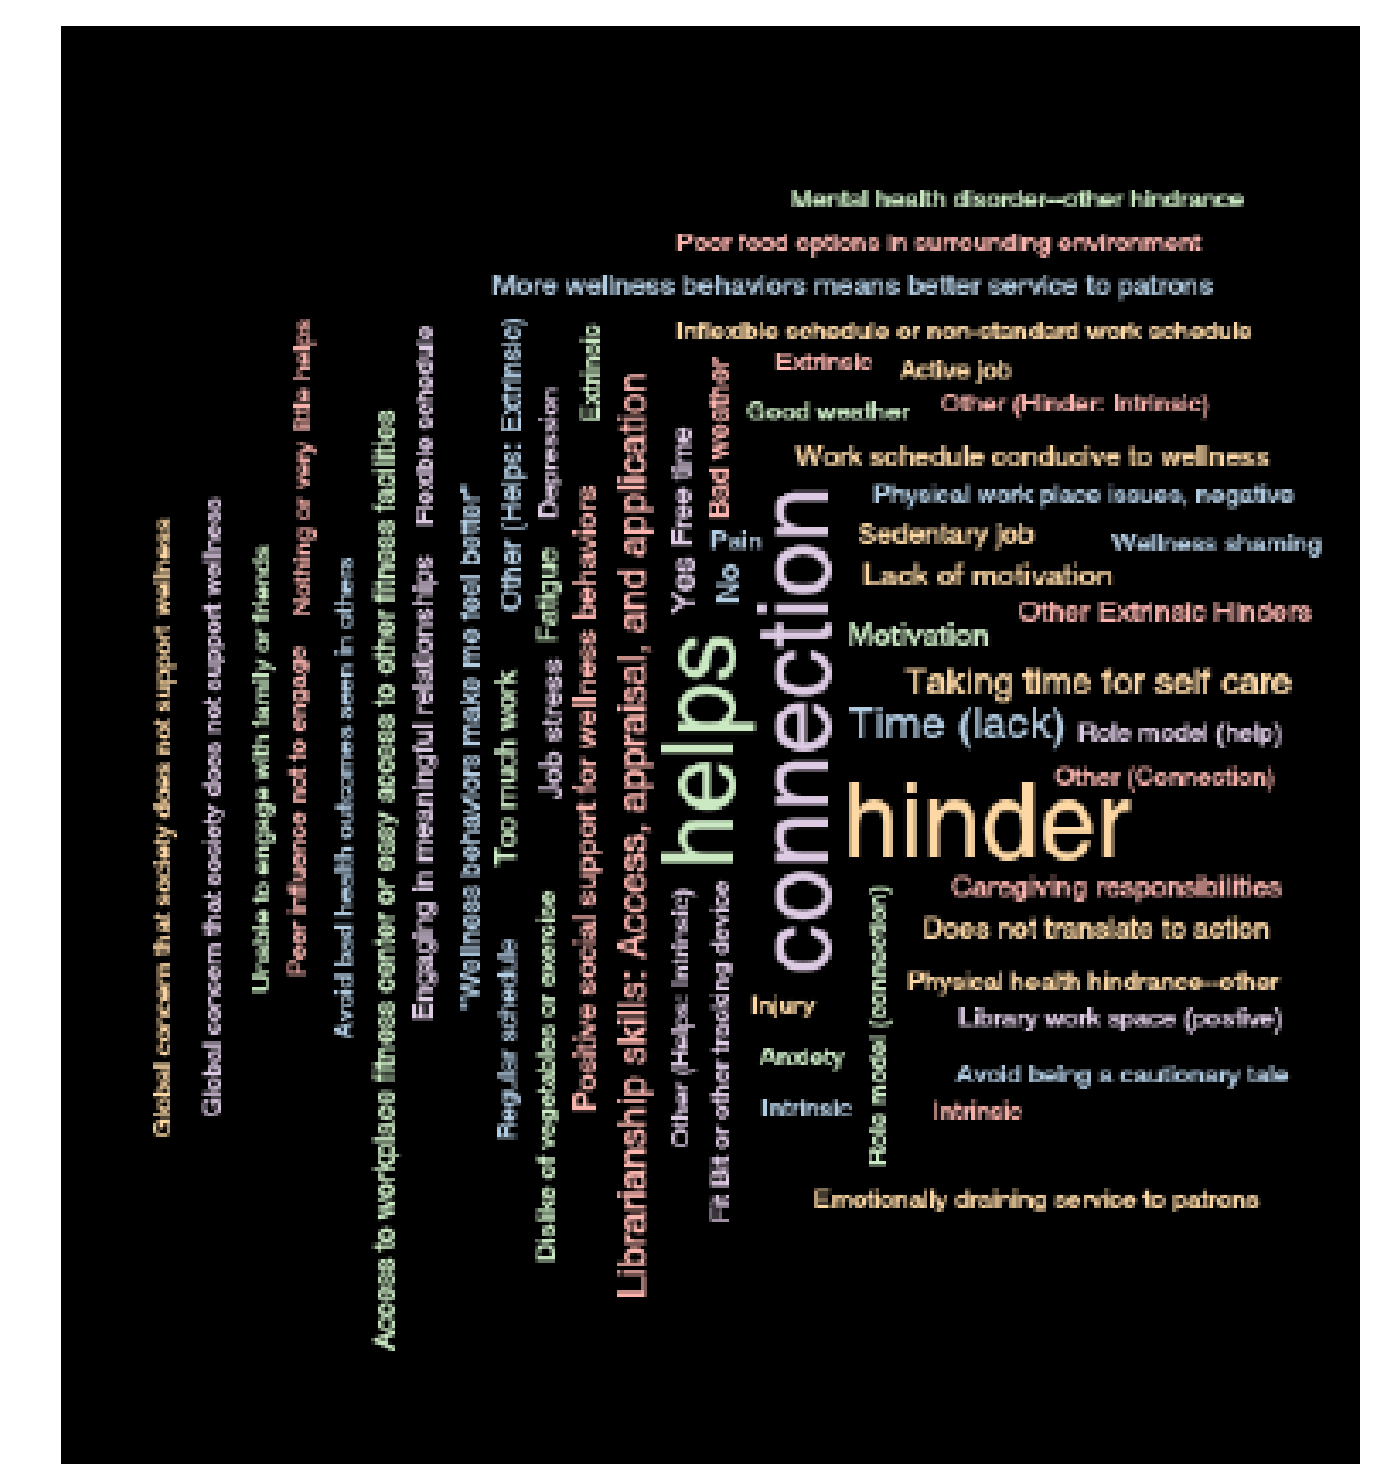 Mental health disorder--other hindrance
Poor food options in surrounding environment
More wellness behaviors means better service to patrons
Inflexible schedule or non-standard work schedule
Extrinsic
Active job
Good weather
Other (Hinder: Intrinsic)
Work schedule conducive to wellness
Physical work place issues, negative
Sedentary job
Wellness shaming
Lack of motivation
Other Extrinsic Hinders
Motivation
Taking time for self care
Time (lack)
Role model (help)
Other (Connection)
hinder
Caregiving responsibilities
Does not translate to action
Physical health hindrance--other
Library work space (postive)
Injury
Anxiety
Avoid being a cautionary tale
Intrinsic
Intrinsic
Emotionally draining service to patrons
Pain
Global concern that society does not support wellness
Global consern that society does not support wellness
Unable to engage with family or friends
Nothing or very little helps
Peer influence not to engage
Avoid bad health outcomes seen in others
Access to workplace fitness center or easy access to other fitness facilities
Flexible schedule
Engaging in meaningful relationships
"Wellness behaviors make me feel better"
Other (Helps: Extrinsic)
Too much work
Regular schedule
Depression
Fatigue
Job stress
Dislike of vegetables or exercise
Extrinsic
Positive social support for wellness behaviors
Librarianship skills: Access, appraisal, and application
Free time
Yes
helps
Other (Helps: Intrinsic)
Bad weather
No
Fit Bit or other tracking device
connection
Role model (connection)